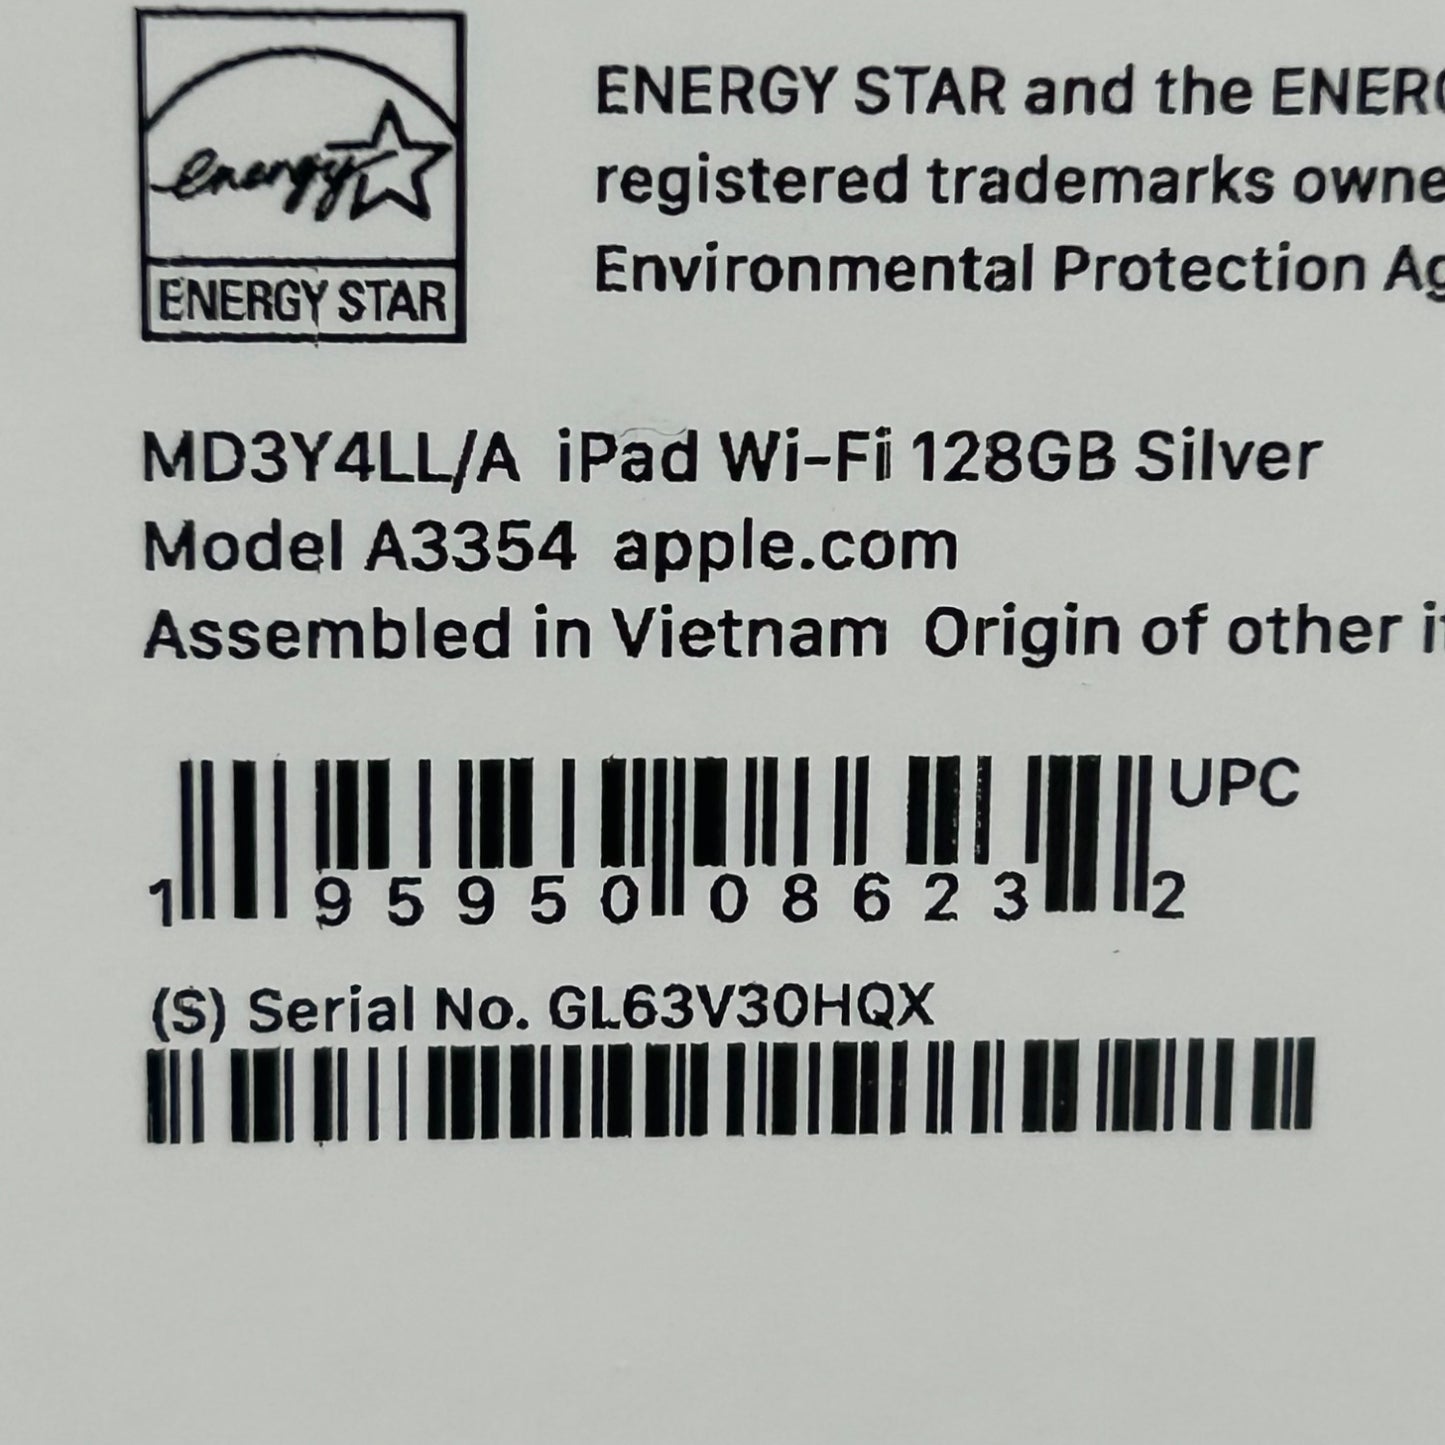 energy
ENERGY STAR
ENERGY STAR and the ENER
registered trademarks owne
Environmental Protection Ag
MD3Y4LL/A iPad Wi-Fi 128GB Silver
Model A3354 apple.com
Assembled in Vietnam Origin of other i
UPC
1 95950 08623 2
(S) Serial No. GL63V30HQX